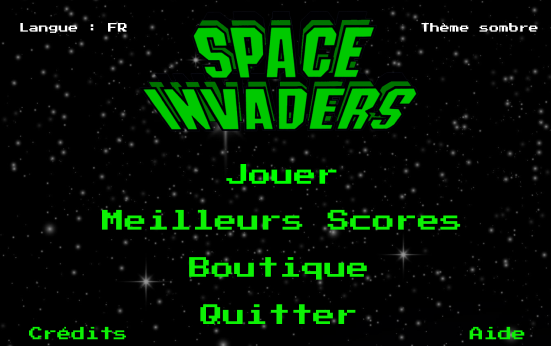 Langue : FR
Thème sombre
SPACE
INVADERS
Jouer
Meilleurs Scores
Boutique
Quitter
Crédits
Aide